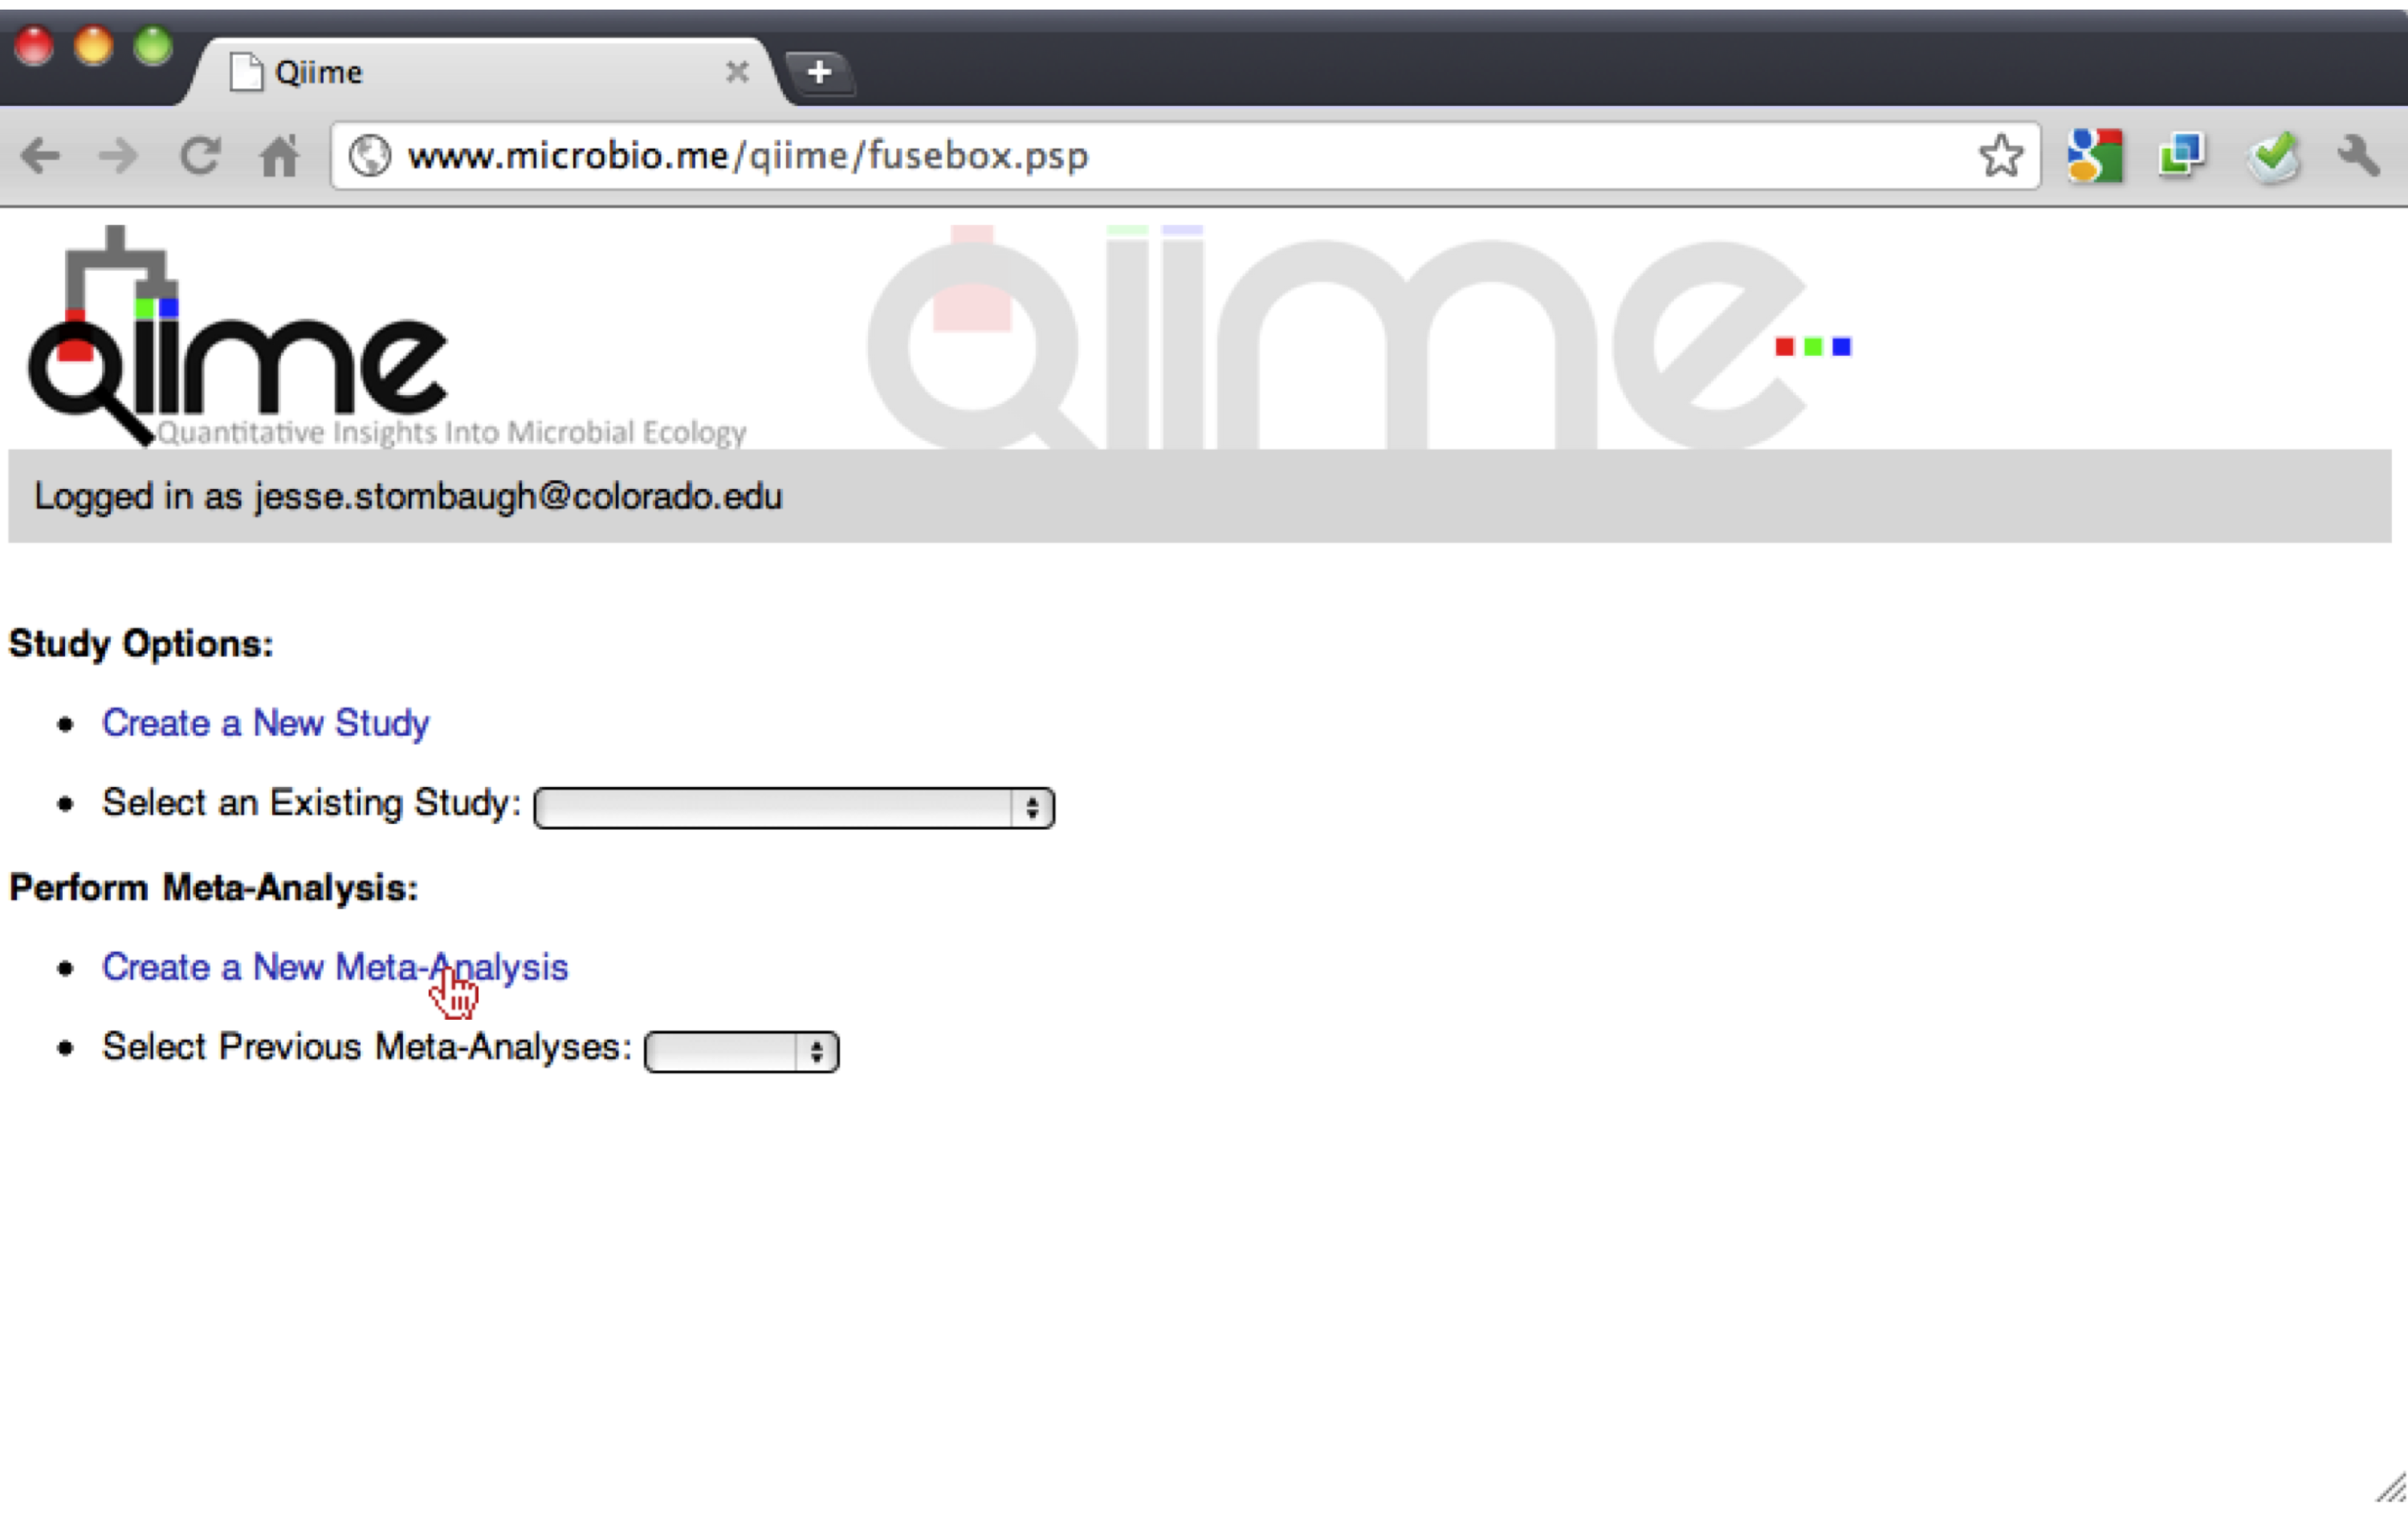 Qiime
www.microbio.me/qiime/fusebox.psp
Qiime
Quantitative Insights Into Microbial Ecology
Qiime
Logged in as jesse.stombaugh@colorado.edu
Study Options:
• Create a New Study
• Select an Existing Study:
Perform Meta-Analysis:
• Create a New Meta-Analysis
• Select Previous Meta-Analyses: